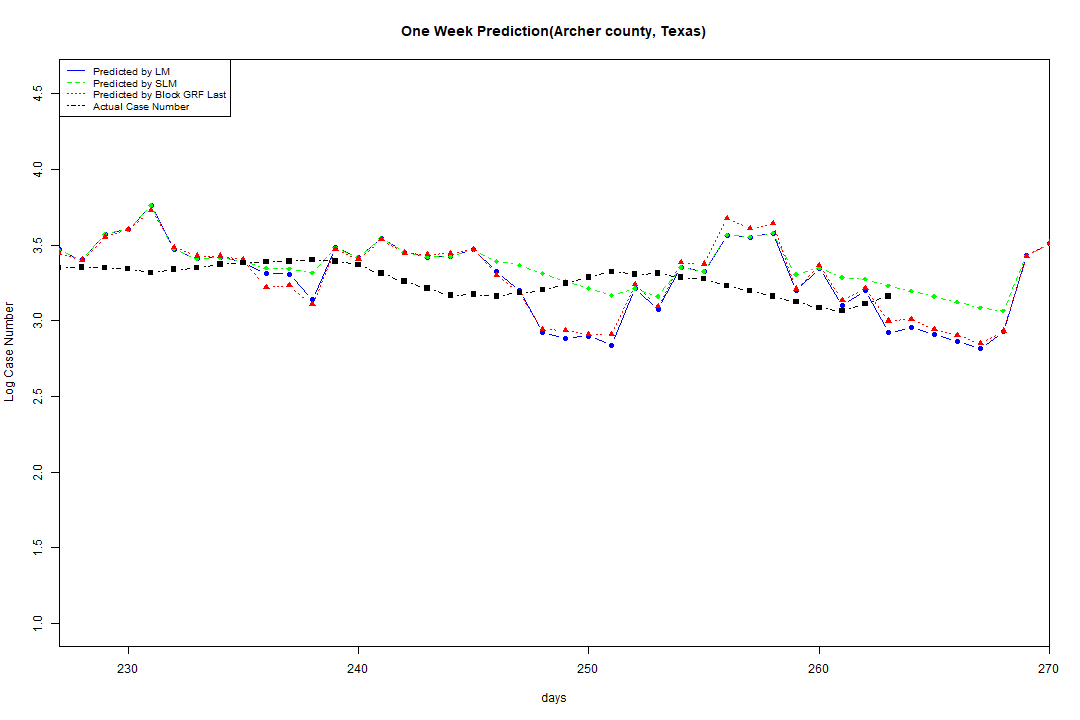 One Week Prediction(Archer county, Texas)
Predicted by LM
Predicted by SLM
Predicted by Block GRF Last
Actual Case Number
4.5
4.0
3.5
3.0
2.5
2.0
1.5
1.0
Log Case Number
230
240
250
260
270
days